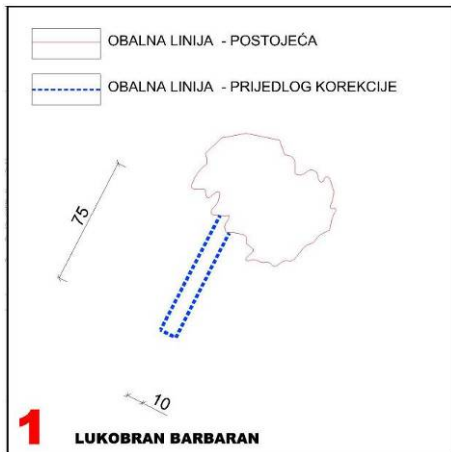 OBALNA LINIJA - POSTOJEĆA
OBALNA LINIJA - PRIJEDLOG KOREKCIJE
75
10
1 LUKOBRAN BARBARAN